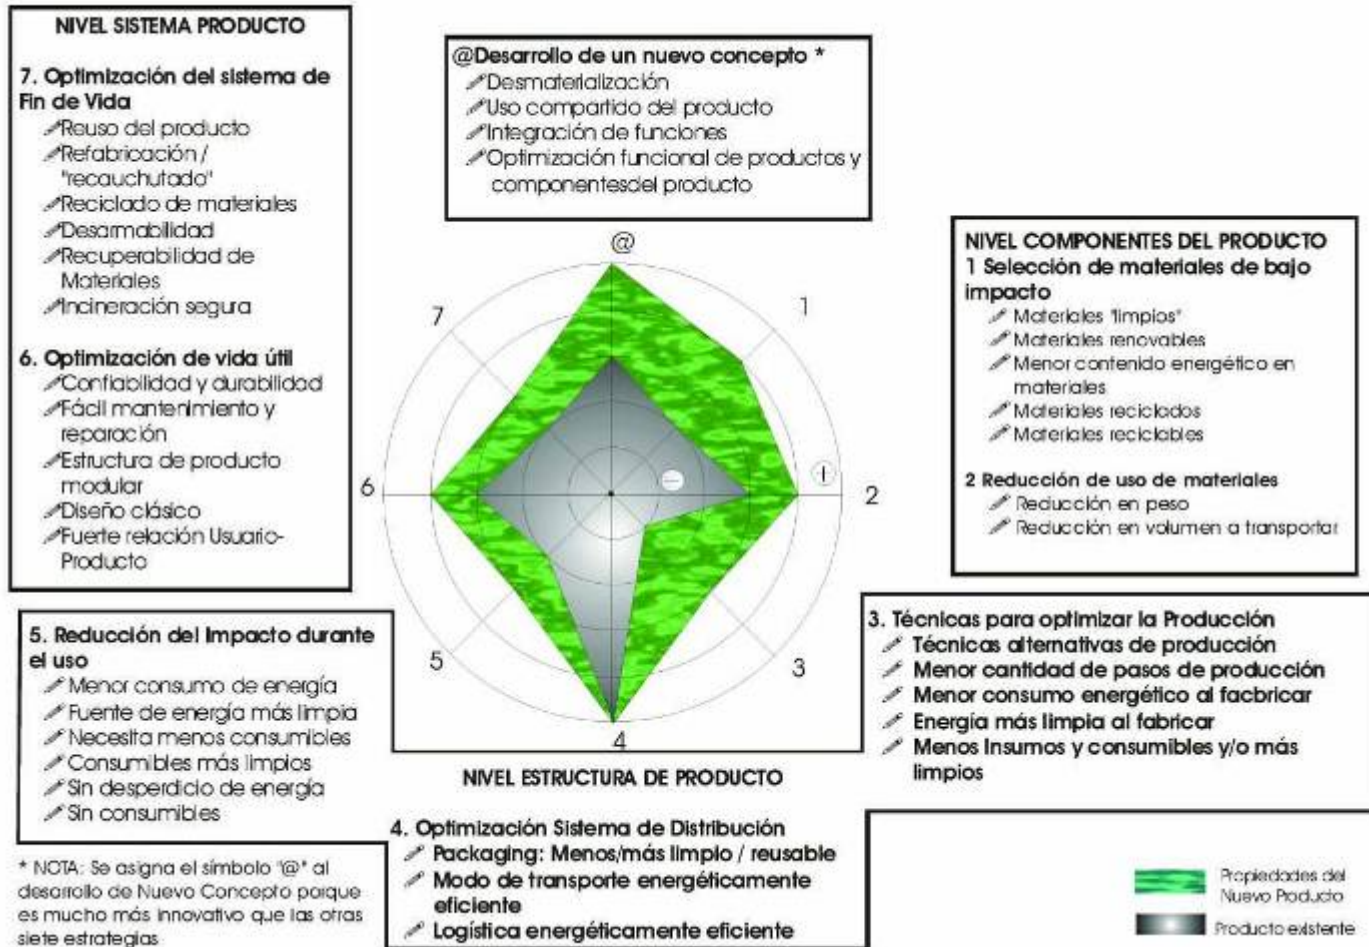 NIVEL SISTEMA PRODUCTO
7. Optimización del sistema de
Fin de Vida
Reuso del producto
Refabricación /
"recauchutado"
Reciclado de materiales
Desarmabilidad
Recuperabilidad de
Materiales
Incineración segura
6. Optimización de vida útil
Confiabilidad y durabilidad
Fácil mantenimiento y
reparación
Estructura de producto
modular
Diseño clásico
Fuerte relación Usuario-
Producto
@Desarrollo de un nuevo concepto *
Desmaterialización
Uso compartido del producto
Integración de funciones
Optimización funcional de productos y
componentesdel producto
NIVEL COMPONENTES DEL PRODUCTO
1 Selección de materiales de bajo
impacto
Materiales "limpios"
Materiales renovables
Menor contenido energético en
materiales
Materiales reciclados
Materiales reciclables
2 Reducción de uso de materiales
Reducción en peso
Reducción en volumen a transportar
@
7
1
6
−
+
2
5
3
4
5. Reducción del Impacto durante
el uso
Menor consumo de energía
Fuente de energía más limpia
Necesita menos consumibles
Consumibles más limpios
Sin desperdicio de energía
Sin consumibles
3. Técnicas para optimizar la Producción
Técnicas alternativas de producción
Menor cantidad de pasos de producción
Menor consumo energético al facbricar
Energía más limpia al fabricar
Menos Insumos y consumibles y/o más
limpios
NIVEL ESTRUCTURA DE PRODUCTO
4. Optimización Sistema de Distribución
Packaging: Menos/más limpio / reusable
Modo de transporte energéticamente
eficiente
Logística energéticamente eficiente
* NOTA: Se asigna el símbolo "@" al
desarrollo de Nuevo Concepto porque
es mucho más innovativo que las otras
siete estrategias
Propiedades del
Nuevo Producto
Producto existente